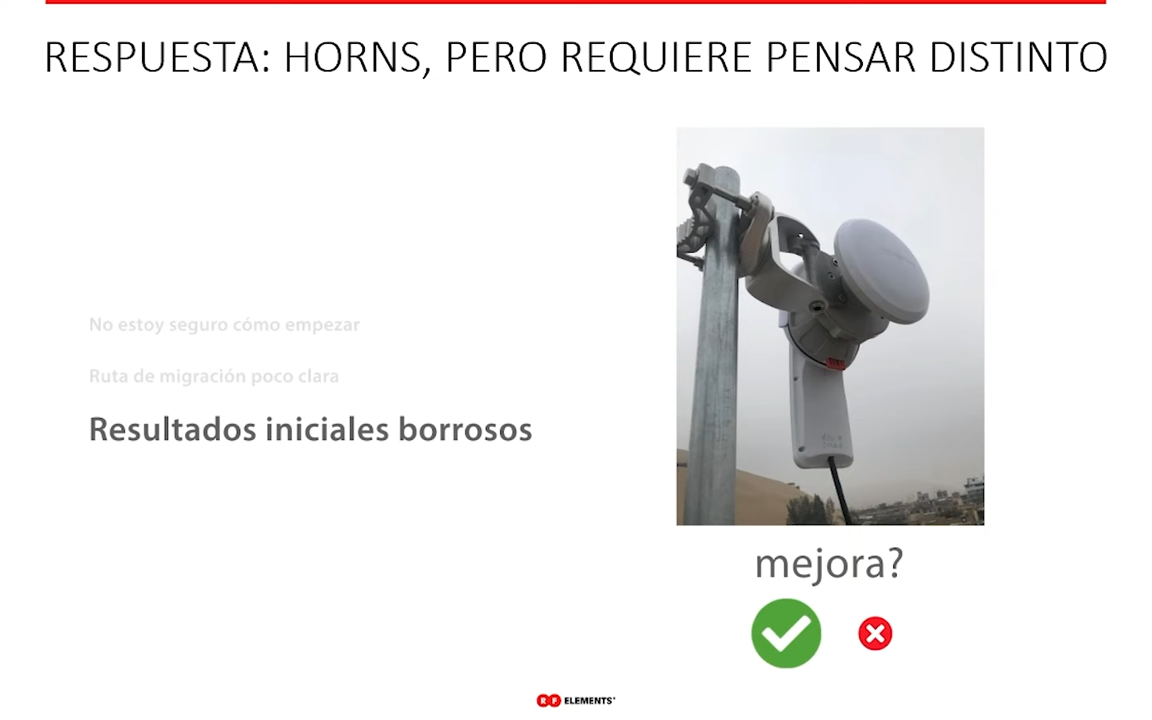 RESPUESTA: HORNS, PERO REQUIERE PENSAR DISTINTO
No estoy seguro cómo empezar
Ruta de migración poco clara
Resultados iniciales borrosos
mejora?
RF ELEMENTS